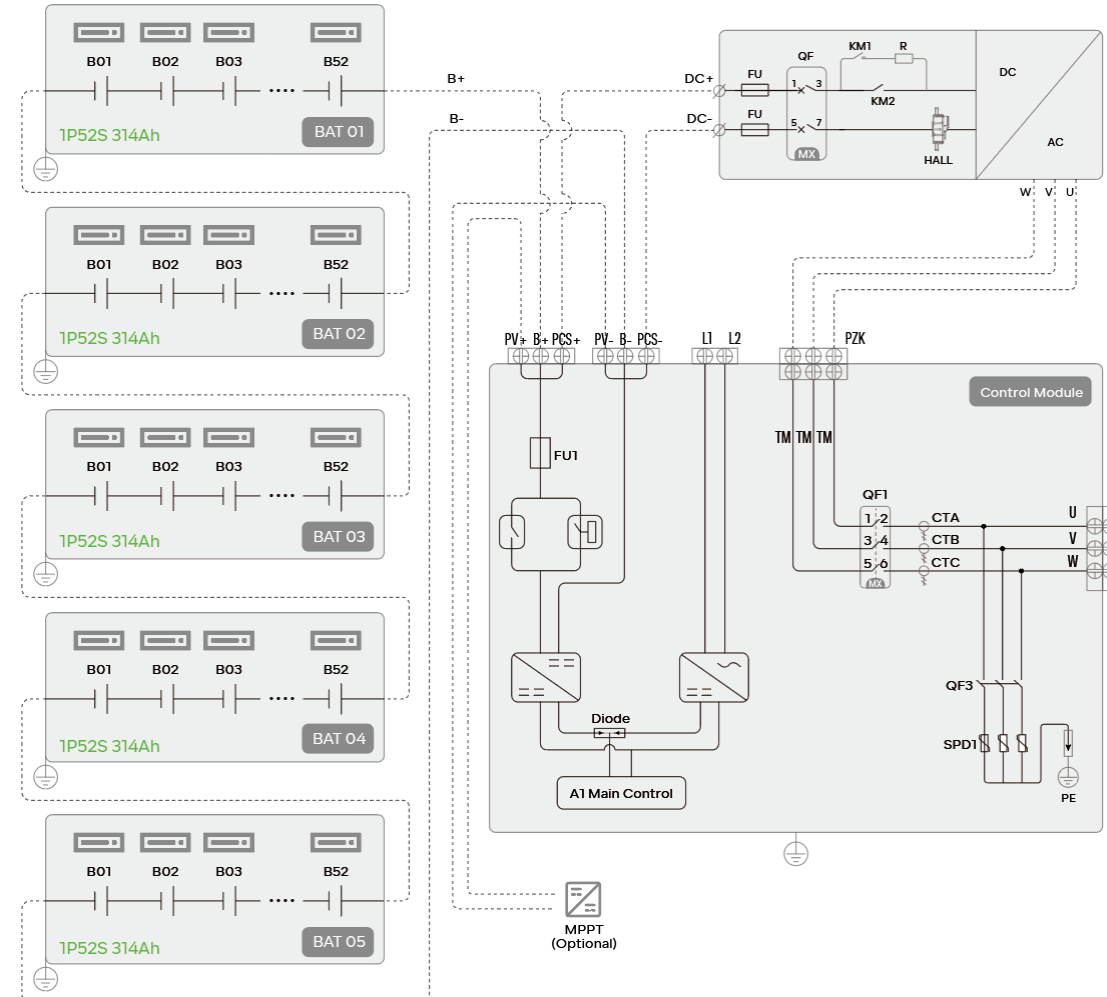 B01 B02 B03 B52
1P52S 314Ah
BAT 01
B01 B02 B03 B52
1P52S 314Ah
BAT 02
B01 B02 B03 B52
1P52S 314Ah
BAT 03
B01 B02 B03 B52
1P52S 314Ah
BAT 04
B01 B02 B03 B52
1P52S 314Ah
BAT 05
B+
B-
DC+
DC-
FU
FU
QF
1 3
5 7
MX
KM1
R
KM2
HALL
DC
AC
W V U
PV+ B+ PCS+ PV- B- PCS- L1 L2 PZK
Control Module
TM TM TM
FU1
QF1
1 2
3 4
5 6
MX
CTA
CTB
CTC
U
V
W
QF3
SPD1
PE
Diode
A1 Main Control
MPPT
(Optional)